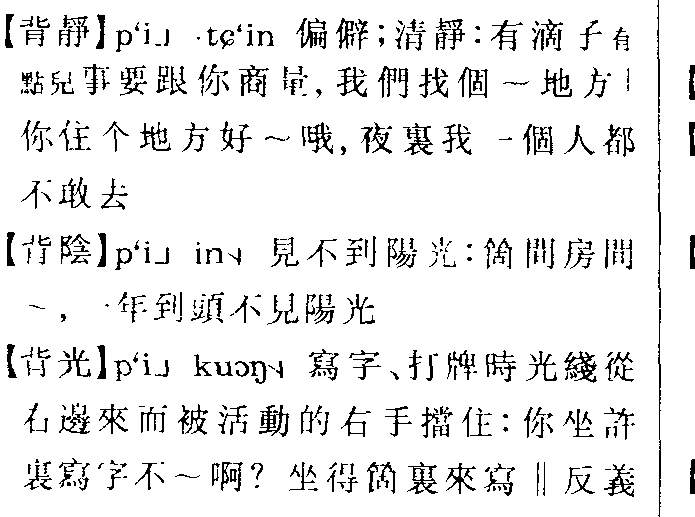 【背靜】pʻi˩ ·tɕʻin 偏僻；清靜：有滴子有
點兒事要跟你商量，我們找個～地方｜
你住个地方好～哦，夜裏我一個人都
不敢去
【背陰】pʻi˩ in˧˩ 見不到陽光：箇間房間
～，一年到頭不見陽光
【背光】pʻi˩ kuɔŋ˧˩ 寫字、打牌時光綫從
右邊來而被活動的右手擋住：你坐許
裏寫字不～啊？坐得箇裏來寫‖反義